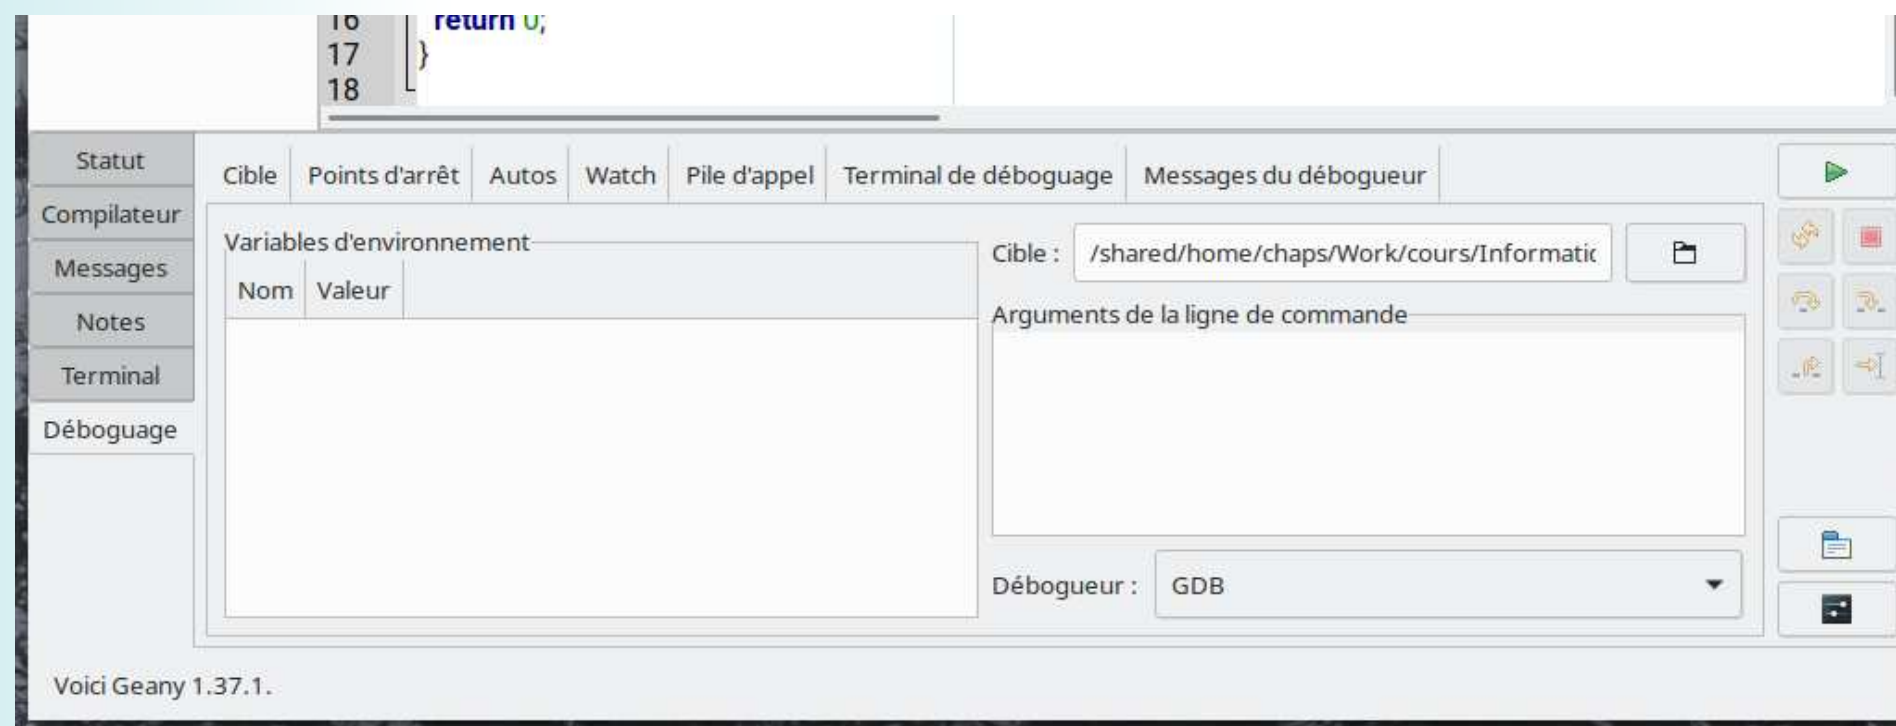 16 return 0;
17 }
18
Statut
Compilateur
Messages
Notes
Terminal
Déboguage
Cible Points d'arrêt Autos Watch Pile d'appel Terminal de déboguage Messages du débogueur
Variables d'environnement
Nom Valeur
Cible : /shared/home/chaps/Work/cours/Informatic
Arguments de la ligne de commande
Débogueur : GDB
Voici Geany 1.37.1.